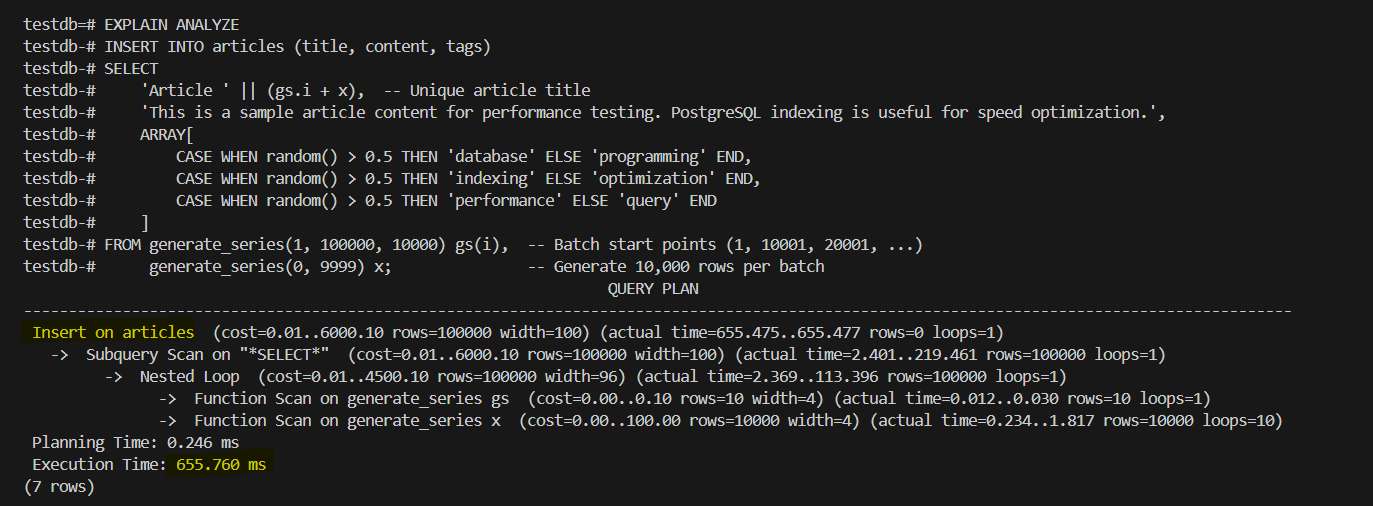 testdb=# EXPLAIN ANALYZE
testdb-# INSERT INTO articles (title, content, tags)
testdb-# SELECT
testdb-#     'Article ' || (gs.i + x),  -- Unique article title
testdb-#     'This is a sample article content for performance testing. PostgreSQL indexing is useful for speed optimization.',
testdb-#     ARRAY[
testdb-#         CASE WHEN random() > 0.5 THEN 'database' ELSE 'programming' END,
testdb-#         CASE WHEN random() > 0.5 THEN 'indexing' ELSE 'optimization' END,
testdb-#         CASE WHEN random() > 0.5 THEN 'performance' ELSE 'query' END
testdb-#     ]
testdb-# FROM generate_series(1, 100000, 10000) gs(i),  -- Batch start points (1, 10001, 20001, ...)
testdb-#      generate_series(0, 9999) x;               -- Generate 10,000 rows per batch
QUERY PLAN
---------------------------------------------------------------------------------------------------------------------------------------------
Insert on articles  (cost=0.01..6000.10 rows=100000 width=100) (actual time=655.475..655.477 rows=0 loops=1)
  ->  Subquery Scan on "*SELECT*"  (cost=0.01..6000.10 rows=100000 width=100) (actual time=2.401..219.461 rows=100000 loops=1)
        ->  Nested Loop  (cost=0.01..4500.10 rows=100000 width=96) (actual time=2.369..113.396 rows=100000 loops=1)
              ->  Function Scan on generate_series gs  (cost=0.00..0.10 rows=10 width=4) (actual time=0.012..0.030 rows=10 loops=1)
              ->  Function Scan on generate_series x  (cost=0.00..100.00 rows=10000 width=4) (actual time=0.234..1.817 rows=10000 loops=10)
Planning Time: 0.246 ms
Execution Time: 655.760 ms
(7 rows)